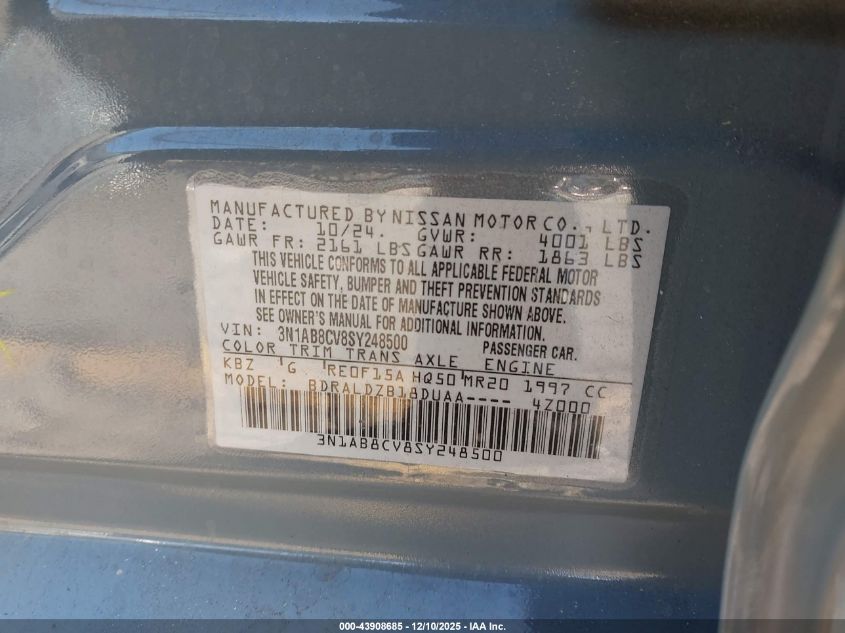 MANUFACTURED BY NISSAN MOTOR CO., LTD.
DATE: 10/24. GVWR: 4001 LBS
GAWR FR: 2161 LBS GAWR RR: 1863 LBS
THIS VEHICLE CONFORMS TO ALL APPLICABLE FEDERAL MOTOR
VEHICLE SAFETY, BUMPER AND THEFT PREVENTION STANDARDS
IN EFFECT ON THE DATE OF MANUFACTURE SHOWN ABOVE.
SEE OWNER'S MANUAL FOR ADDITIONAL INFORMATION.
VIN: 3N1AB8CV8SY248500 PASSENGER CAR.
COLOR TRIM TRANS AXLE ENGINE
KBZ G RE0F15A HQ50 MR20 1997 CC
MODEL: BDRALDZB18DUAA---- 4Z000
3N1AB8CV8SY248500
000-43908685 - 12/10/2025 - IAA Inc.